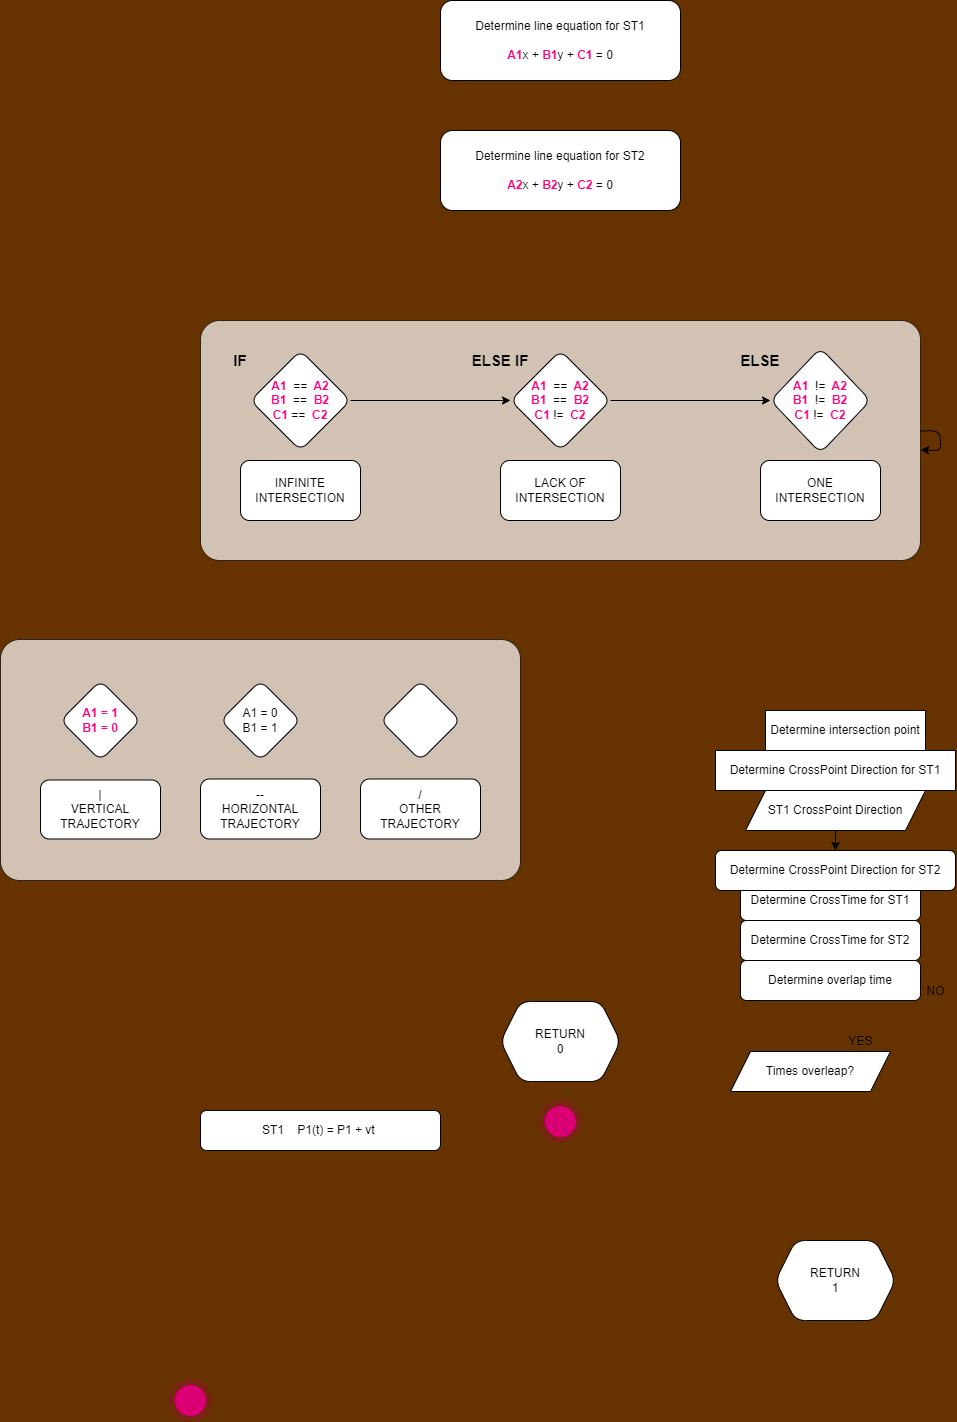 Determine line equation for ST1
A1x + B1y + C1 = 0
Determine line equation for ST2
A2x + B2y + C2 = 0
IF
A1 == A2
B1 == B2
C1 == C2
INFINITE
INTERSECTION
ELSE IF
A1 == A2
B1 == B2
C1 != C2
LACK OF
INTERSECTION
ELSE
A1 != A2
B1 != B2
C1 != C2
ONE
INTERSECTION
A1 = 1
B1 = 0
|
VERTICAL
TRAJECTORY
A1 = 0
B1 = 1
--
HORIZONTAL
TRAJECTORY
/
OTHER
TRAJECTORY
Determine intersection point
Determine CrossPoint Direction for ST1
ST1 CrossPoint Direction
Determine CrossPoint Direction for ST2
Determine CrossTime for ST1
Determine CrossTime for ST2
Determine overlap time
NO
YES
Times overleap?
RETURN
0
ST1 P1(t) = P1 + vt
RETURN
1